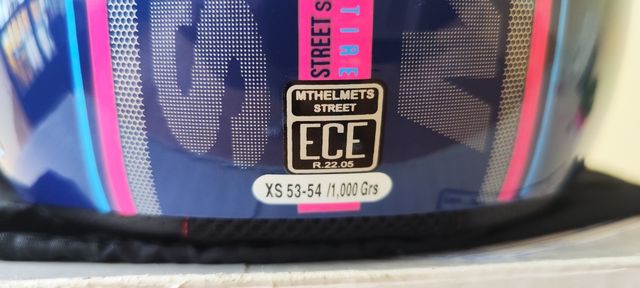 STREET S
TIRE
MTHELMETS
STREET
ECE
R.22.05
XS 53-54 /1,000 Grs